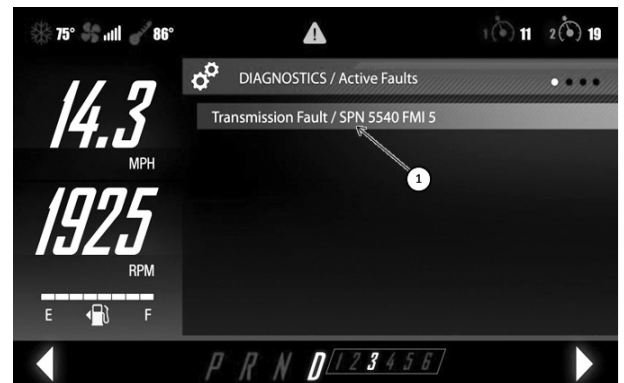 75° 86° 1 11 2 19
DIAGNOSTICS / Active Faults
Transmission Fault / SPN 5540 FMI 5
1
14.3
MPH
1925
RPM
E F
P R N D 1 2 3 4 5 6